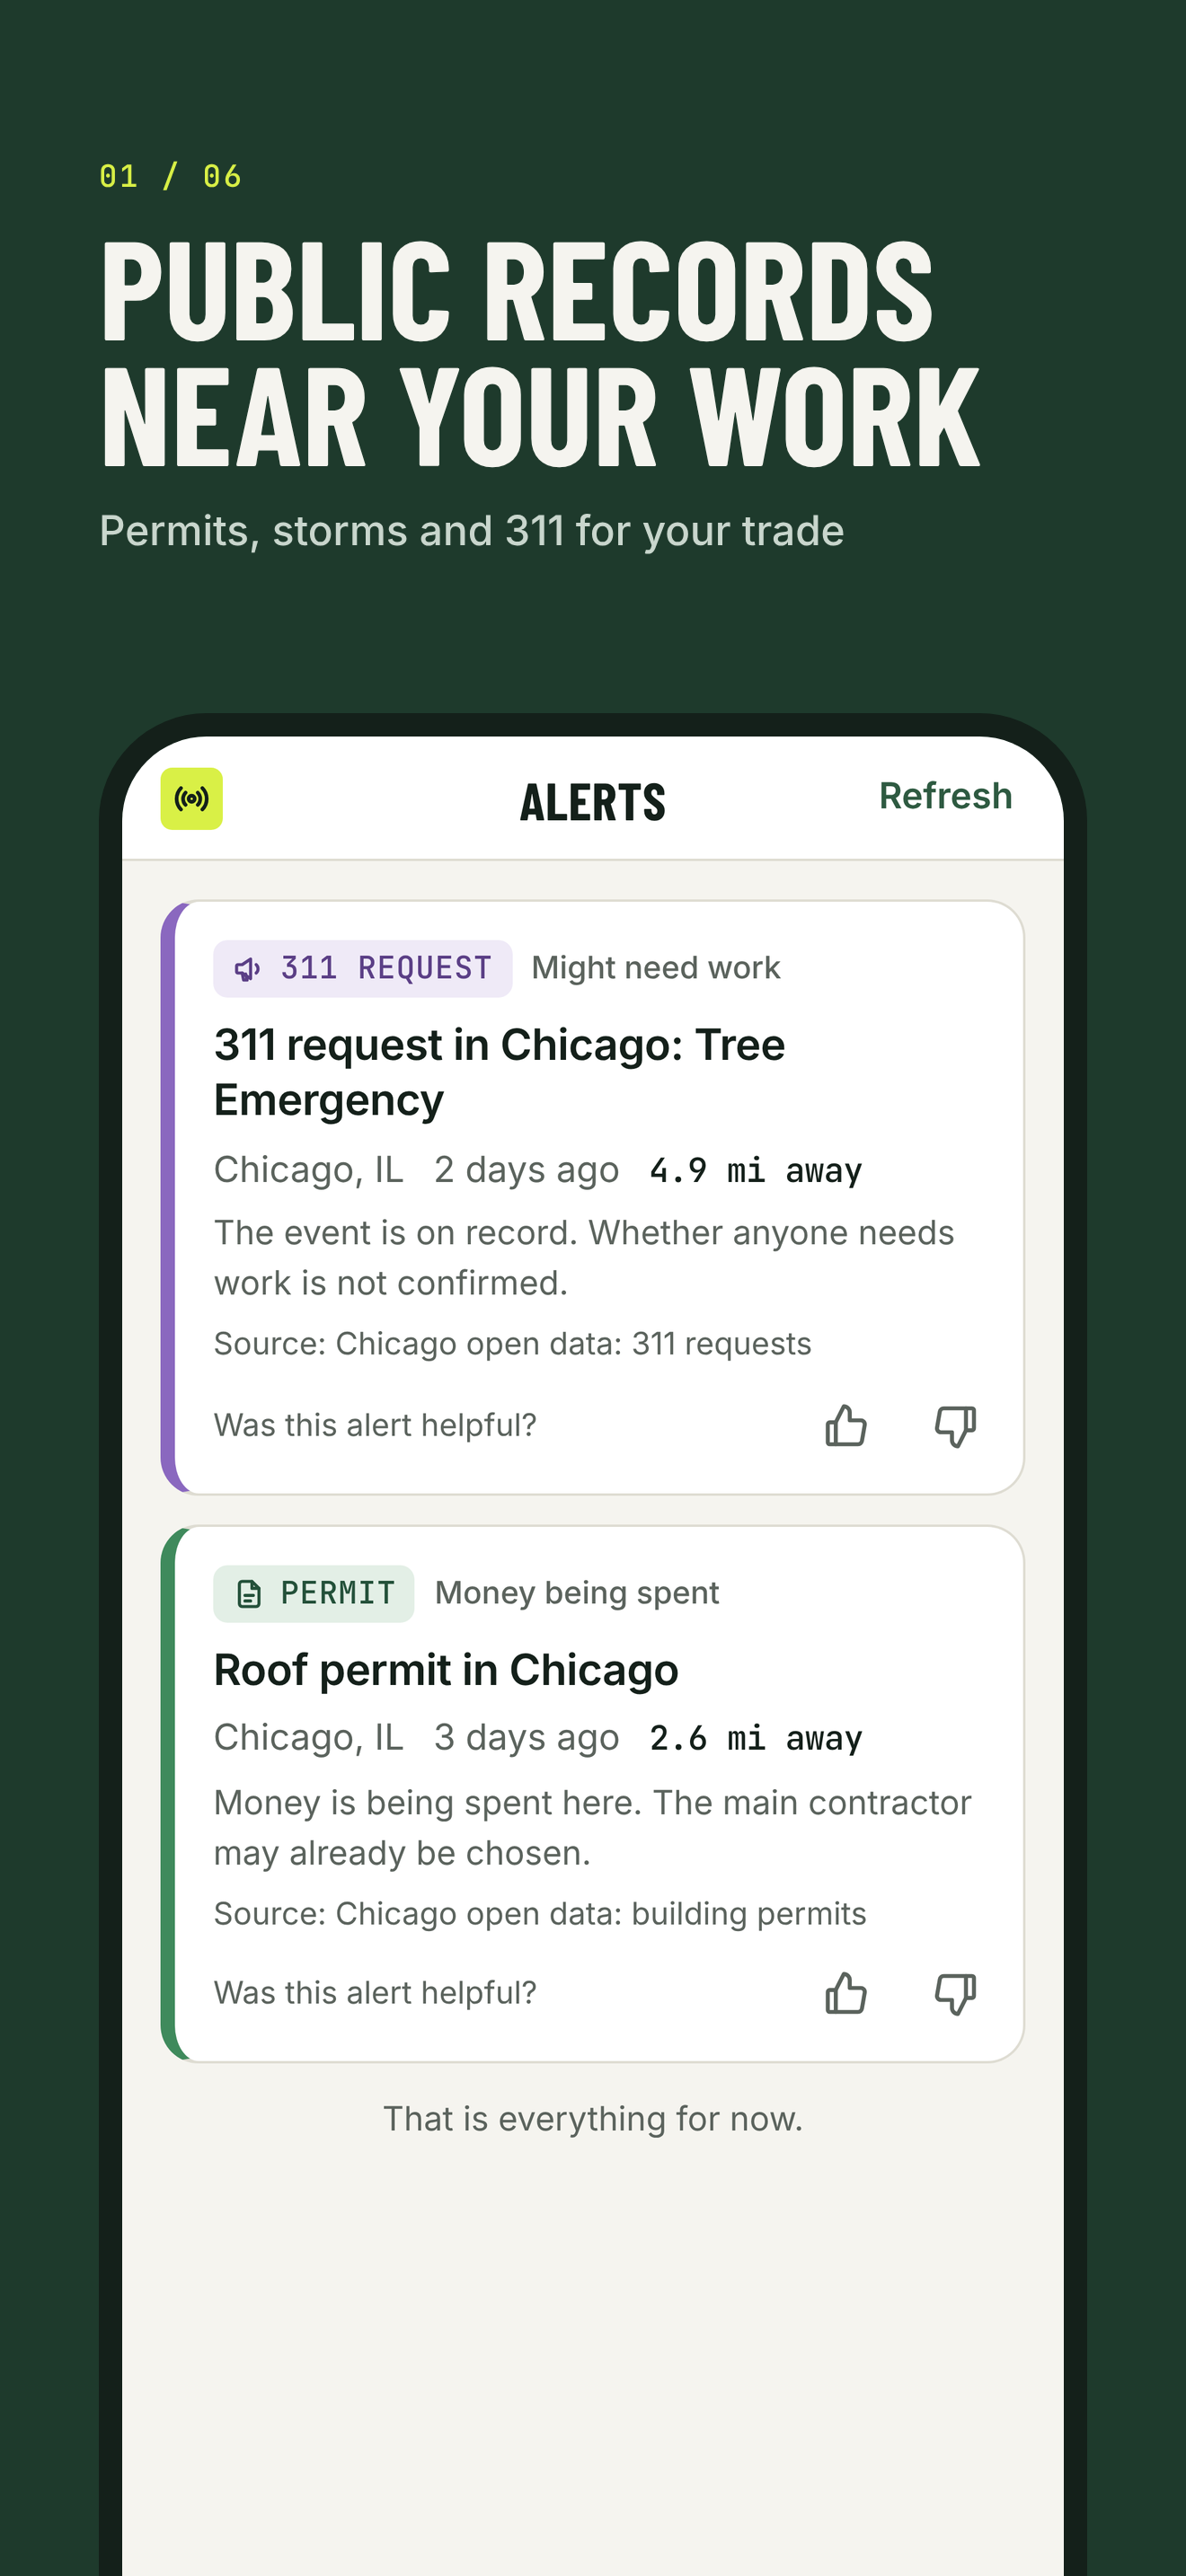 01 / 06
PUBLIC RECORDS
NEAR YOUR WORK
Permits, storms and 311 for your trade
ALERTS
Refresh
311 REQUEST
Might need work
311 request in Chicago: Tree
Emergency
Chicago, IL 2 days ago 4.9 mi away
The event is on record. Whether anyone needs
work is not confirmed.
Source: Chicago open data: 311 requests
Was this alert helpful?
PERMIT
Money being spent
Roof permit in Chicago
Chicago, IL 3 days ago 2.6 mi away
Money is being spent here. The main contractor
may already be chosen.
Source: Chicago open data: building permits
Was this alert helpful?
That is everything for now.